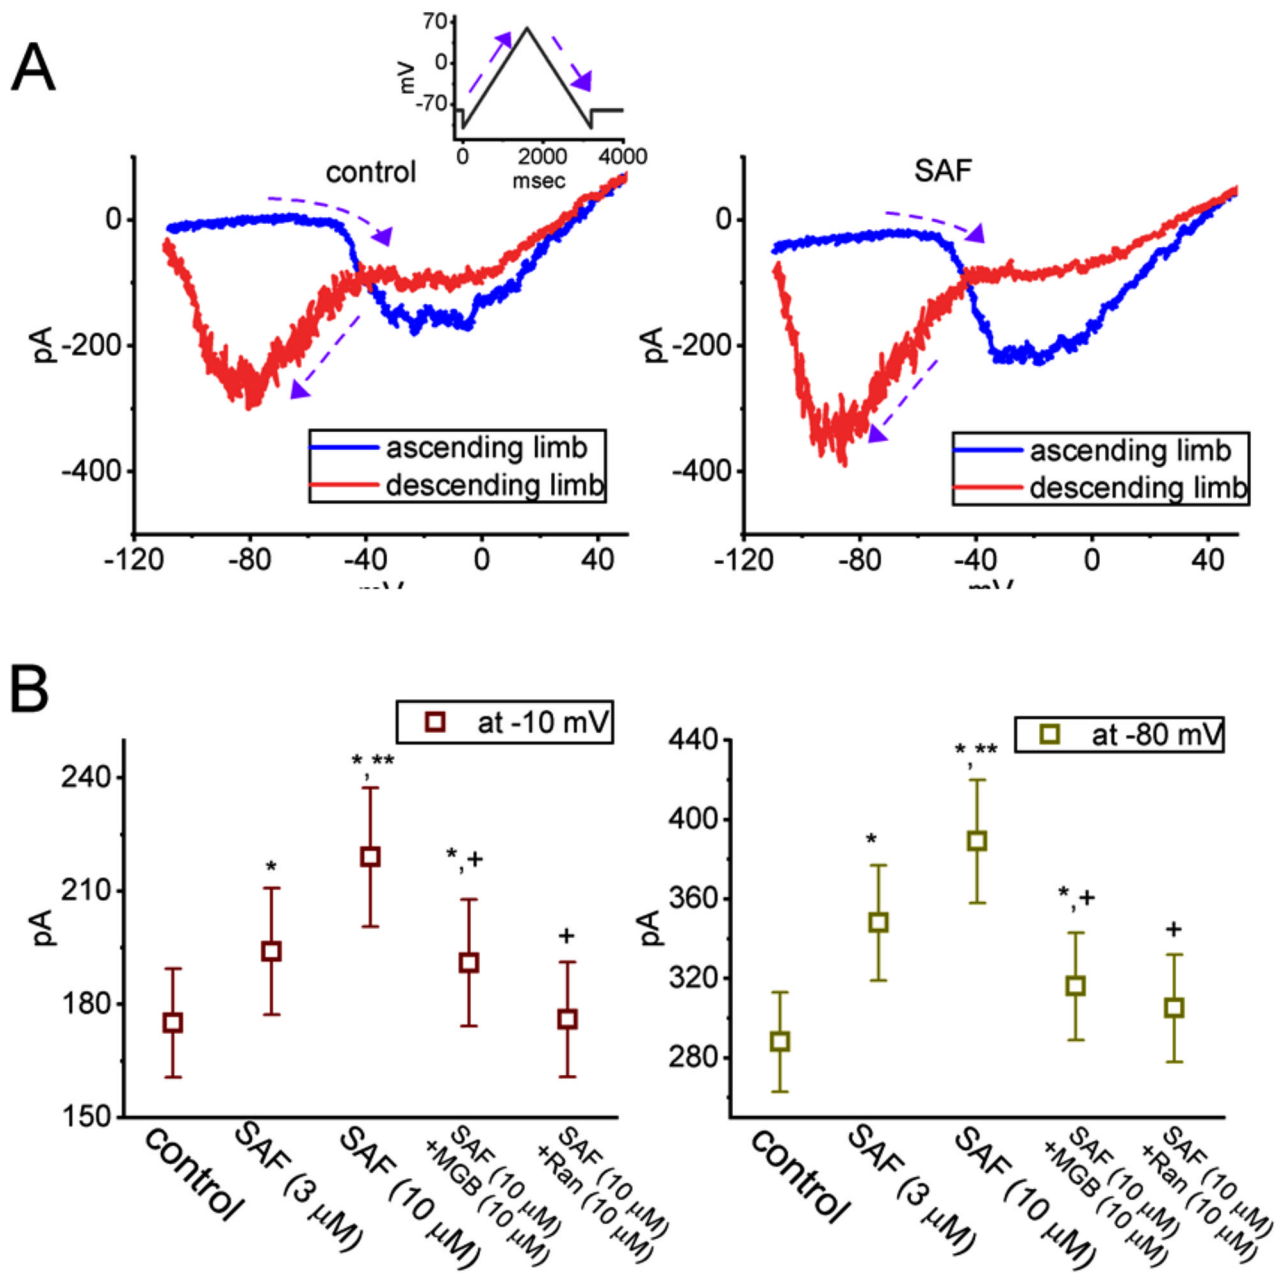 A
70
0
-70
mV
0 2000 4000
msec
control
0
-200
-400
pA
ascending limb
descending limb
-120 -80 -40 0 40
SAF
0
-200
-400
pA
ascending limb
descending limb
-120 -80 -40 0 40
B
at -10 mV
240
210
180
150
pA
*
*,**
*,+
+
control
SAF (3 μM)
SAF (10 μM)
SAF (10 μM)
+MGB (10 μM)
SAF (10 μM)
+Ran (10 μM)
at -80 mV
440
400
360
320
280
pA
*
*,**
*,+
+
control
SAF (3 μM)
SAF (10 μM)
SAF (10 μM)
+MGB (10 μM)
SAF (10 μM)
+Ran (10 μM)